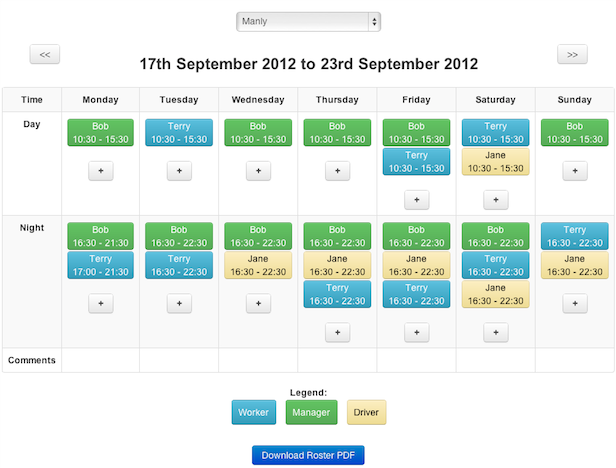 Manly
<<
>>
17th September 2012 to 23rd September 2012
Time Monday Tuesday Wednesday Thursday Friday Saturday Sunday
Day Bob Terry Bob Bob Bob Terry Bob
10:30 - 15:30 10:30 - 15:30 10:30 - 15:30 10:30 - 15:30 10:30 - 15:30 10:30 - 15:30 10:30 - 15:30
Terry Jane
10:30 - 15:30 10:30 - 15:30
+ + + + +
+ +
Night Bob Bob Bob Bob Bob Bob Terry
16:30 - 21:30 16:30 - 22:30 16:30 - 22:30 16:30 - 22:30 16:30 - 22:30 16:30 - 22:30 16:30 - 22:30
Terry Terry Jane Jane Jane Terry Jane
17:00 - 21:30 16:30 - 22:30 16:30 - 22:30 16:30 - 22:30 16:30 - 22:30 16:30 - 22:30 16:30 - 22:30
Terry Terry Jane
16:30 - 22:30 16:30 - 22:30 16:30 - 22:30
+ + + +
+ + +
Comments
Legend:
Worker Manager Driver
Download Roster PDF